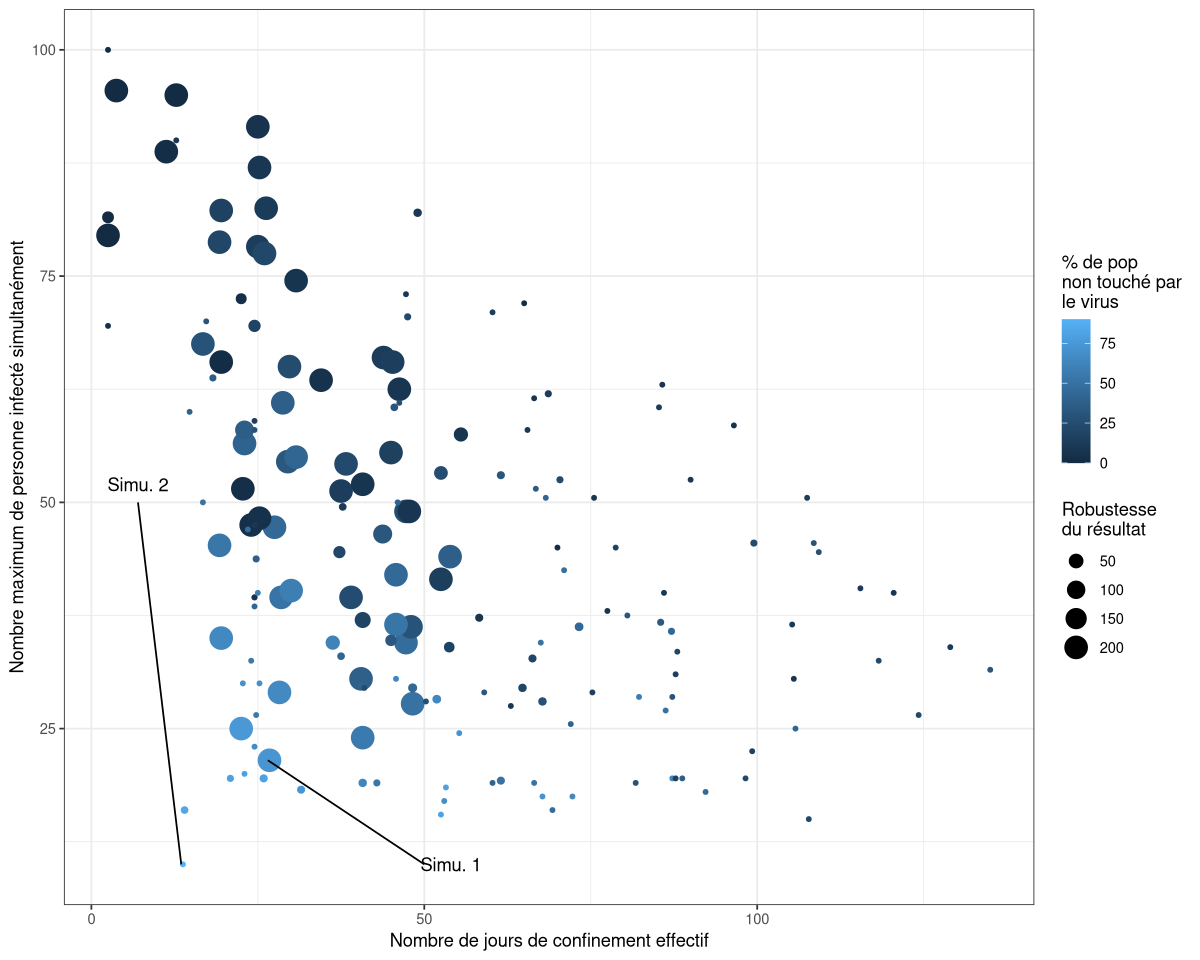 100
75
50
25
0
50
100
Nombre maximum de personne infecté simultanément
Nombre de jours de confinement effectif
Simu. 2
Simu. 1
% de pop
non touché par
le virus
75
50
25
0
Robustesse
du résultat
50
100
150
200